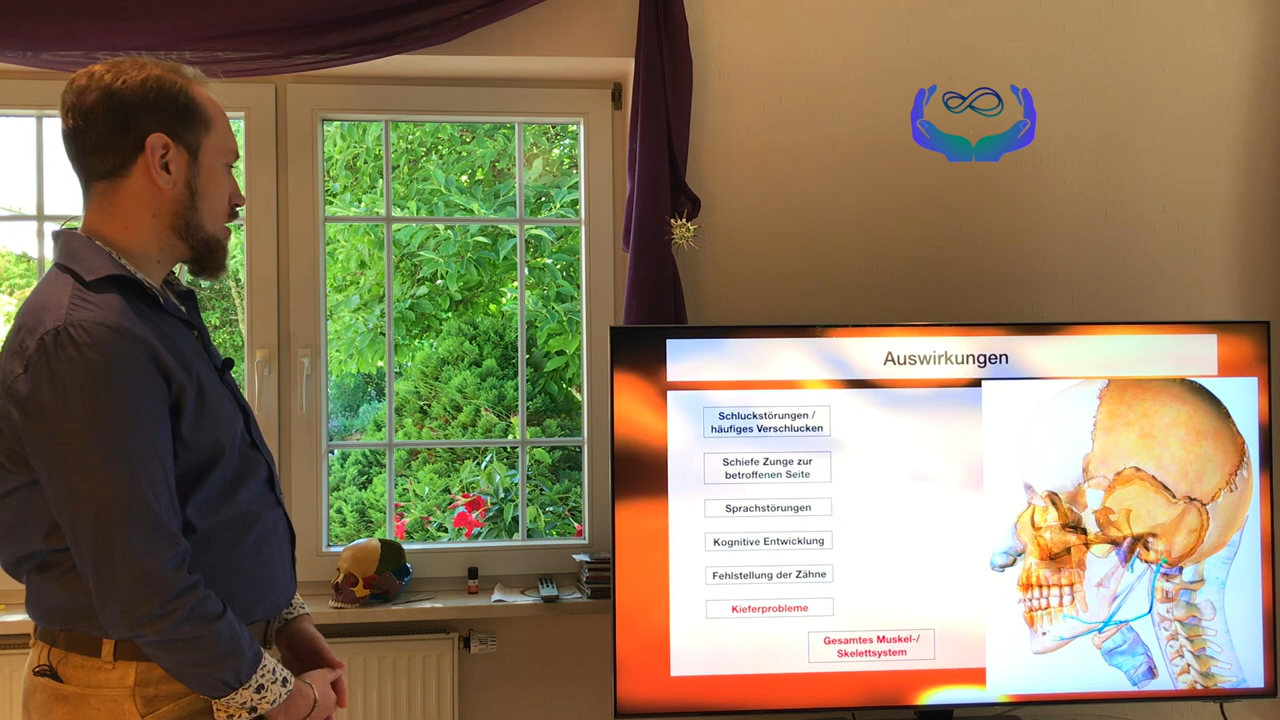 Auswirkungen
Schluckstörungen /
häufiges Verschlucken
Schiefe Zunge zur
betroffenen Seite
Sprachstörungen
Kognitive Entwicklung
Fehlstellung der Zähne
Kieferprobleme
Gesamtes Muskel-/
Skelettsystem